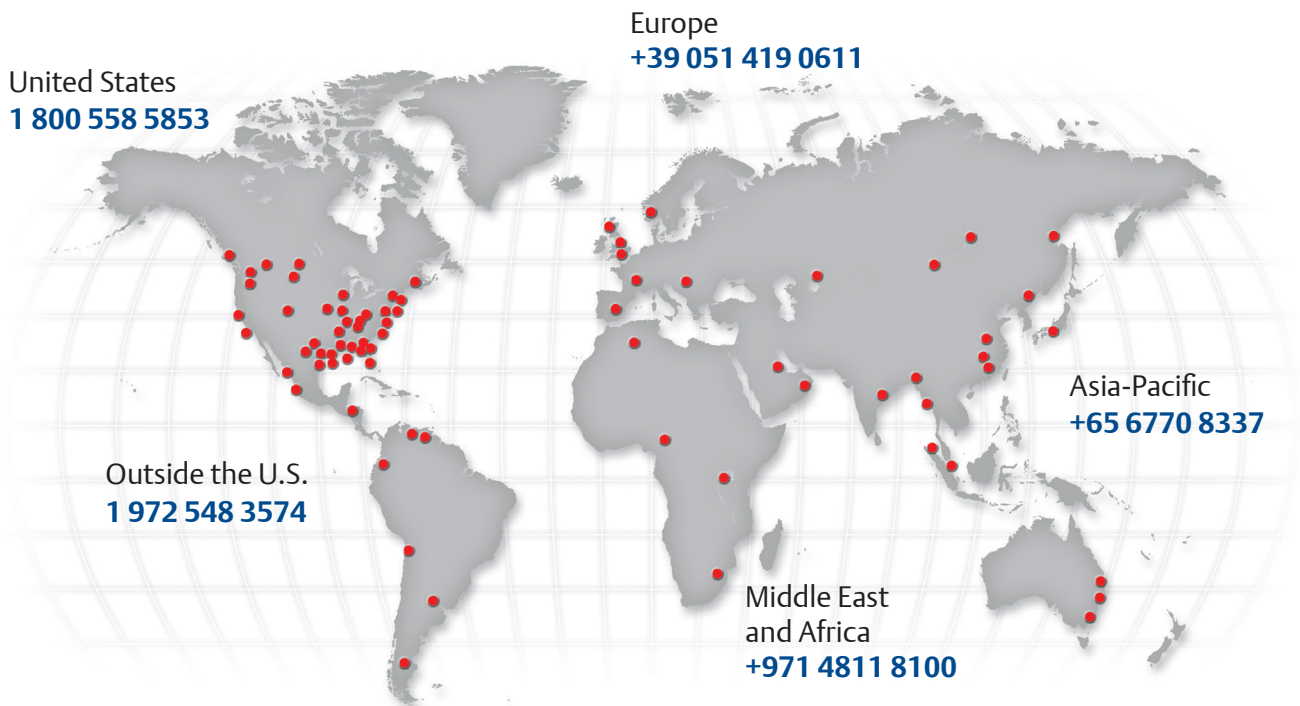 Europe
+39 051 419 0611
United States
1 800 558 5853
Asia-Pacific
+65 6770 8337
Outside the U.S.
1 972 548 3574
Middle East
and Africa
+971 4811 8100